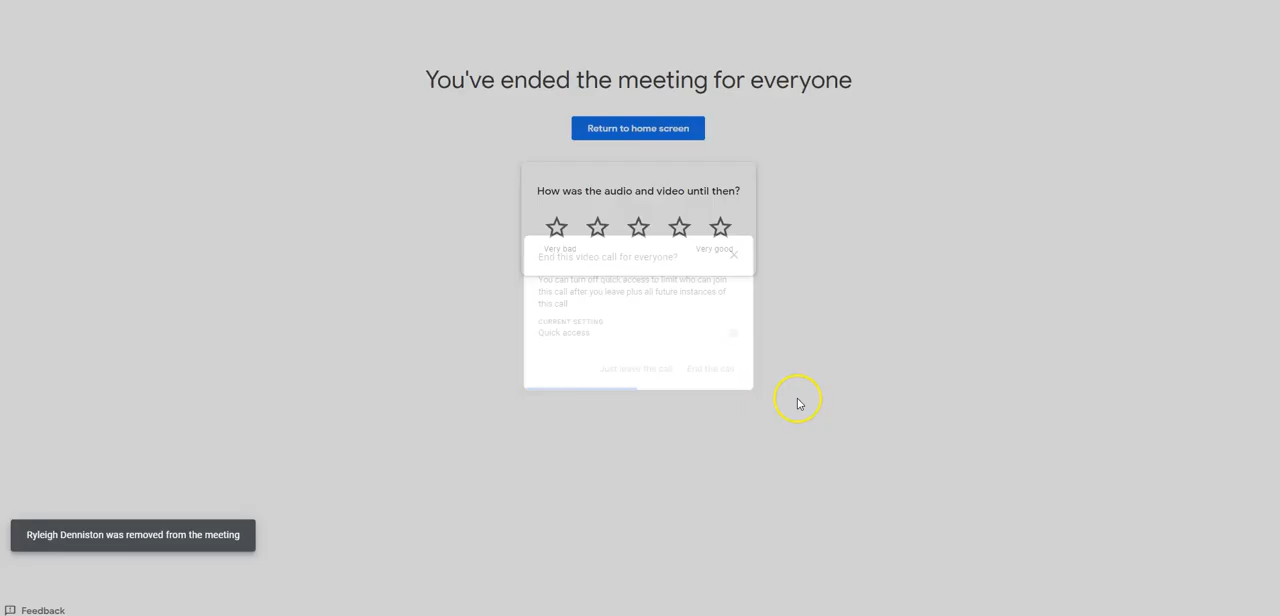 You've ended the meeting for everyone
Return to home screen
How was the audio and video until then?
Very bad
Very good
End this video call for everyone?
You can turn off quick access to limit who can join
this call after you leave plus all future instances of
this call
CURRENT SETTING
Quick access
Just leave the call
End the call
Ryleigh Denniston was removed from the meeting
Feedback